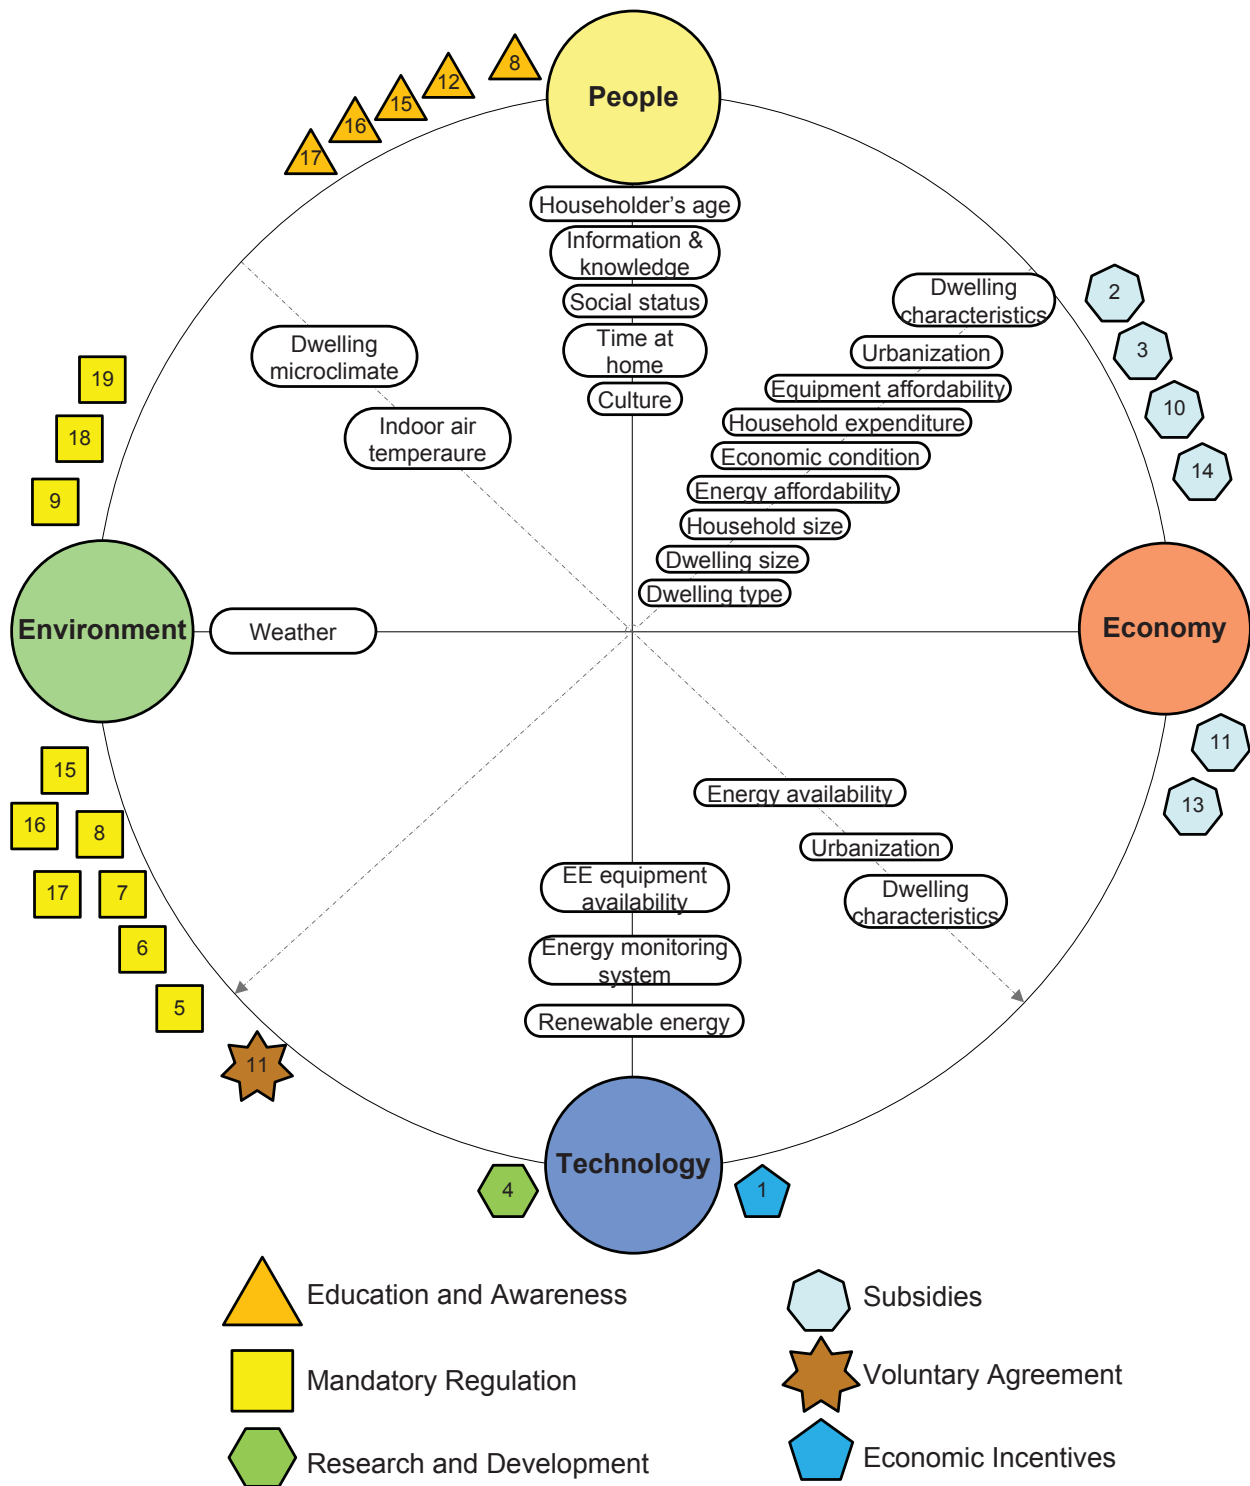 8
12
15
16
17
People
Householder's age
Information &
knowledge
Social status
Time at
home
Culture
Dwelling
microclimate
Indoor air
temperaure
Dwelling
characteristics
Urbanization
Equipment affordability
Household expenditure
Economic condition
Energy affordability
Household size
Dwelling size
Dwelling type
2
3
10
14
19
18
9
Environment
Weather
Economy
15
16
8
17
7
6
5
11
11
13
Energy availability
Urbanization
Dwelling
characteristics
EE equipment
availability
Energy monitoring
system
Renewable energy
Technology
4
1
Education and Awareness
Subsidies
Mandatory Regulation
Voluntary Agreement
Research and Development
Economic Incentives